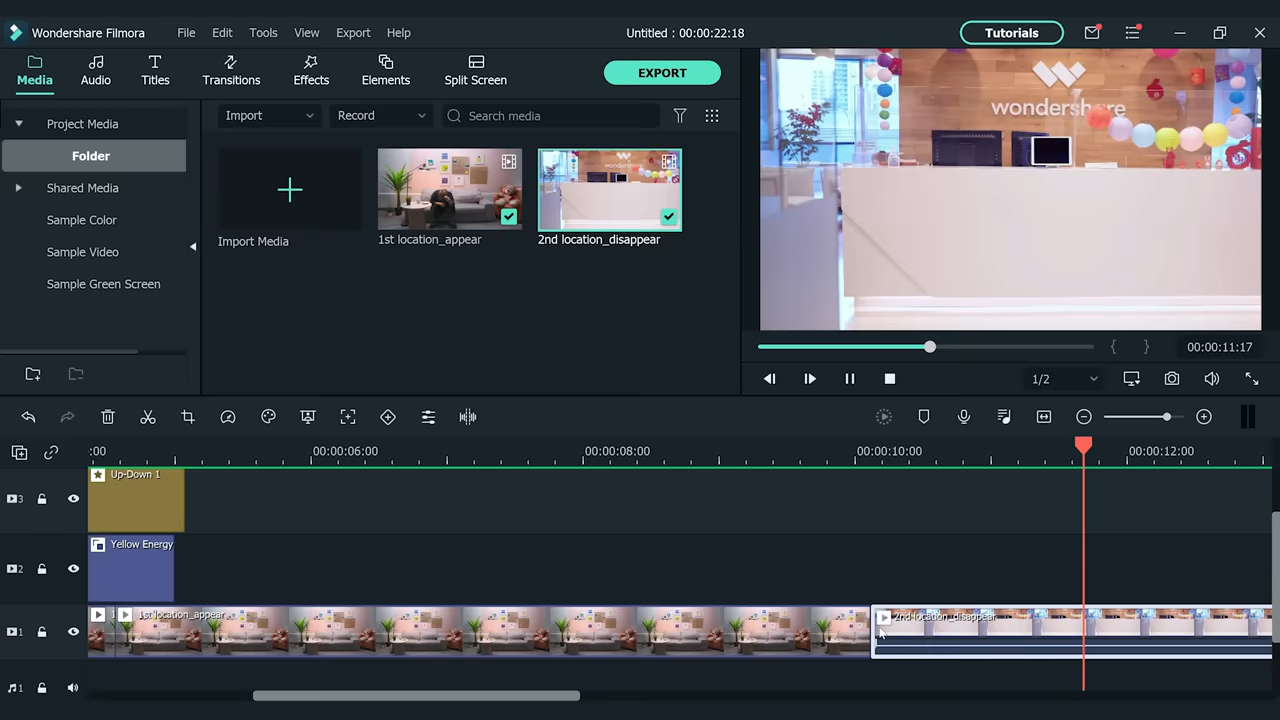 Wondershare Filmora
File
Edit
Tools
View
Export
Help
Untitled : 00:00:22:18
Tutorials
Media
Audio
Titles
Transitions
Effects
Elements
Split Screen
EXPORT
Project Media
Folder
Shared Media
Sample Color
Sample Video
Sample Green Screen
Import
Record
Search media
Import Media
1st location_appear
2nd location_disappear
wondershare
00:00:11:17
1/2
:00
00:00:06:00
00:00:08:00
00:00:10:00
00:00:12:00
3
Up-Down 1
2
Yellow Energy
1
1st location_appear
2nd location_disappear
1